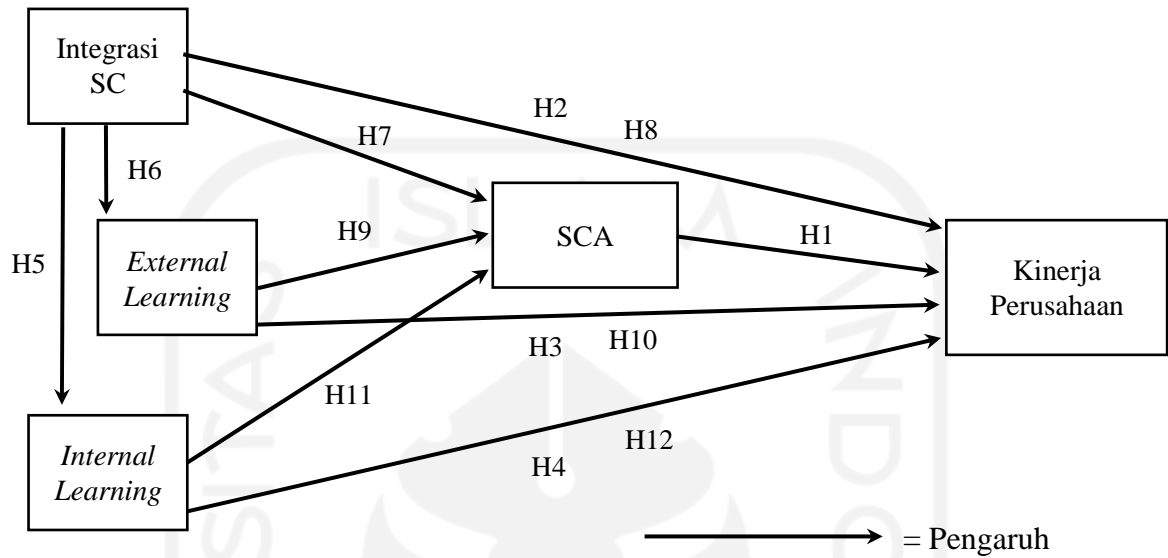 Integrasi
SC
H2
H8
H7
H6
SCA
H9
H1
H5
External
Learning
Kinerja
Perusahaan
H3
H10
H11
H12
H4
Internal
Learning
= Pengaruh